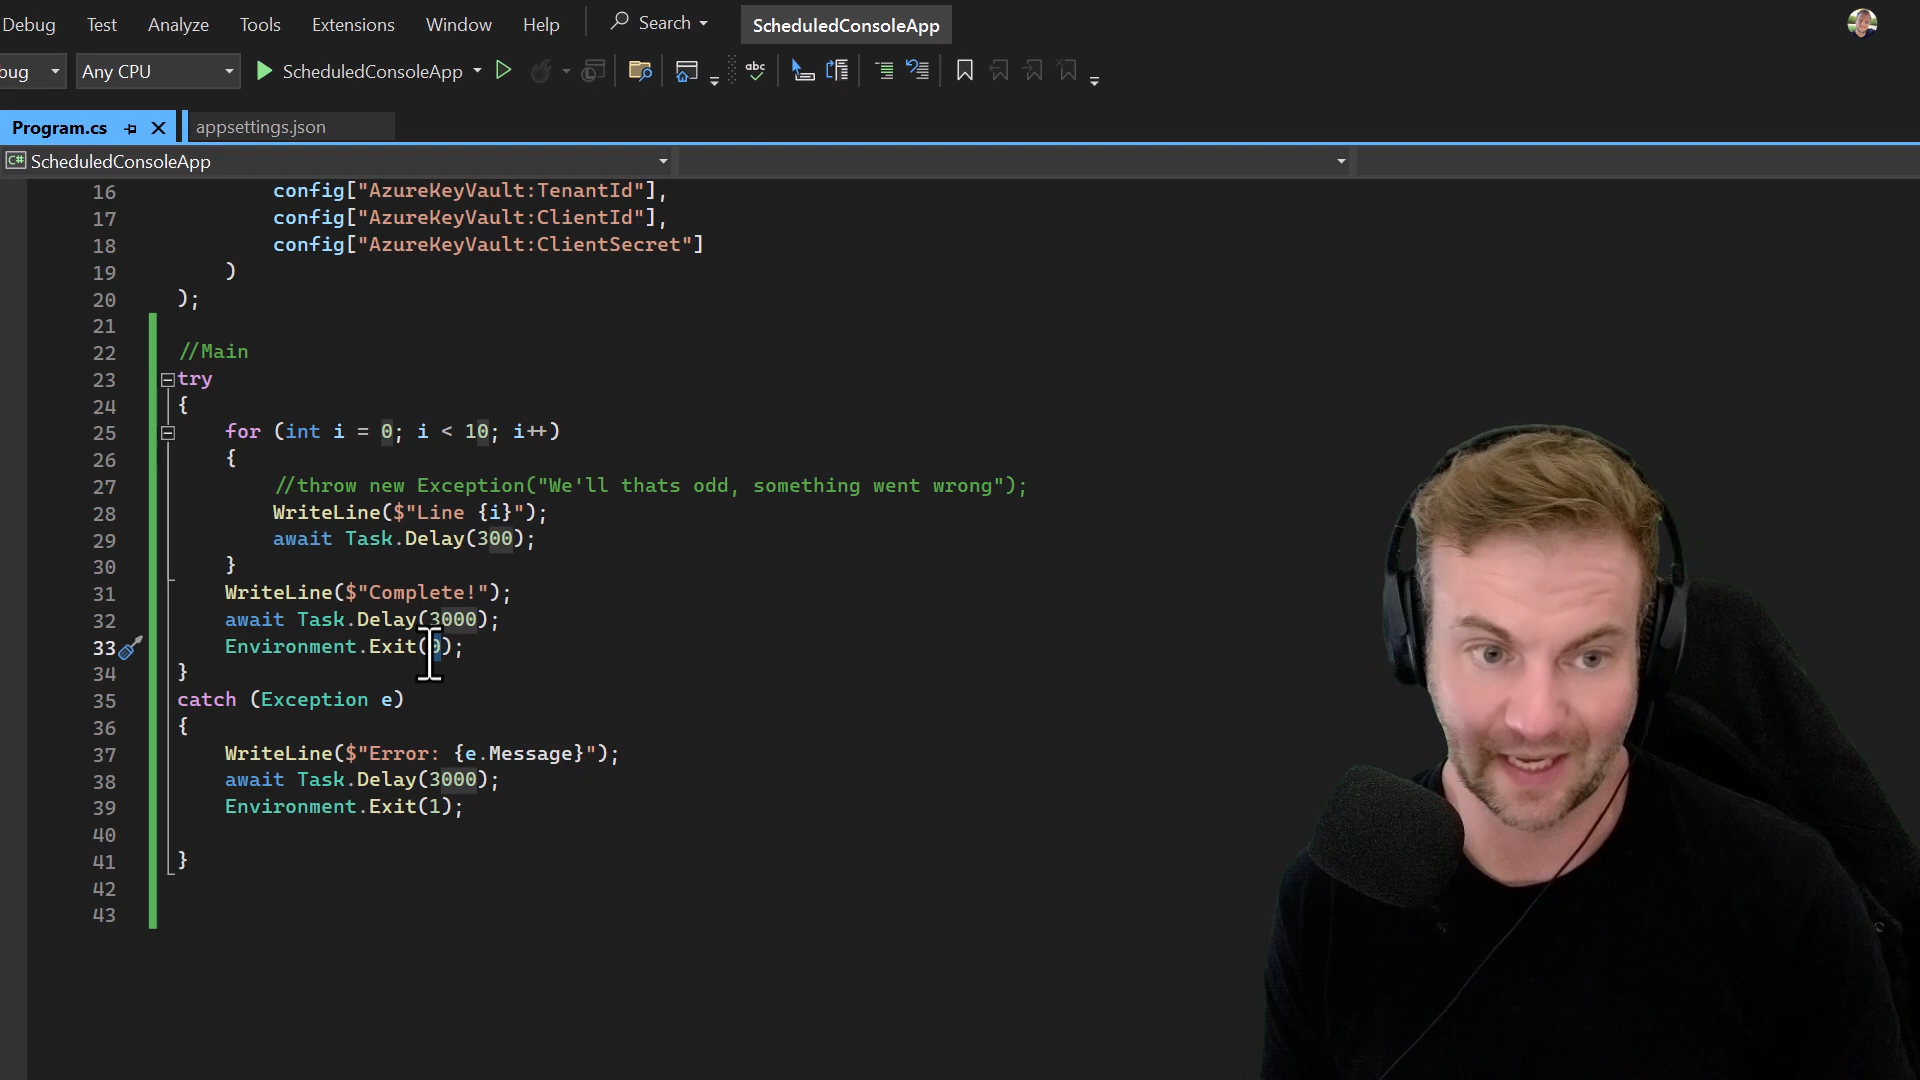 Debug Test Analyze Tools Extensions Window Help Search ScheduledConsoleApp
bug Any CPU ScheduledConsoleApp abc
Program.cs appsettings.json
C# ScheduledConsoleApp
16 config["AzureKeyVault:TenantId"],
17 config["AzureKeyVault:ClientId"],
18 config["AzureKeyVault:ClientSecret"]
19 )
20 );
21
22 //Main
23 try
24 {
25 for (int i = 0; i < 10; i++)
26 {
27 //throw new Exception("We'll thats odd, something went wrong");
28 WriteLine($"Line {i}");
29 await Task.Delay(300);
30 }
31 WriteLine($"Complete!");
32 await Task.Delay(3000);
33 Environment.Exit(0);
34 }
35 catch (Exception e)
36 {
37 WriteLine($"Error: {e.Message}");
38 await Task.Delay(3000);
39 Environment.Exit(1);
40
41 }
42
43